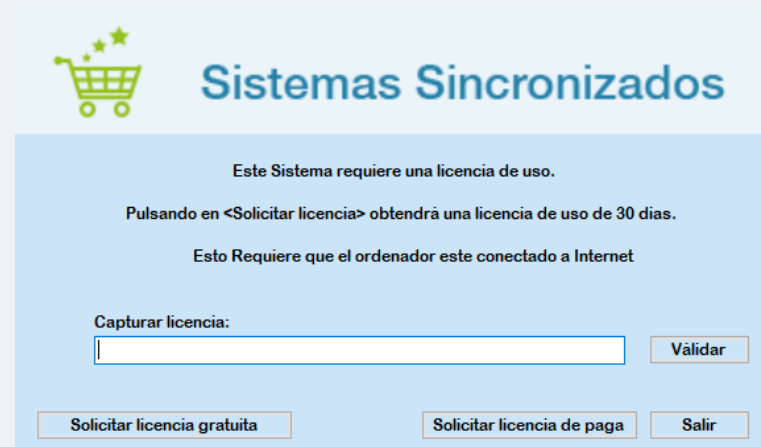 Sistemas Sincronizados
Este Sistema requiere una licencia de uso.
Pulsando en <Solicitar licencia> obtendrá una licencia de uso de 30 dias.
Esto Requiere que el ordenador este conectado a Internet
Capturar licencia:
Válidar
Solicitar licencia gratuita
Solicitar licencia de paga
Salir